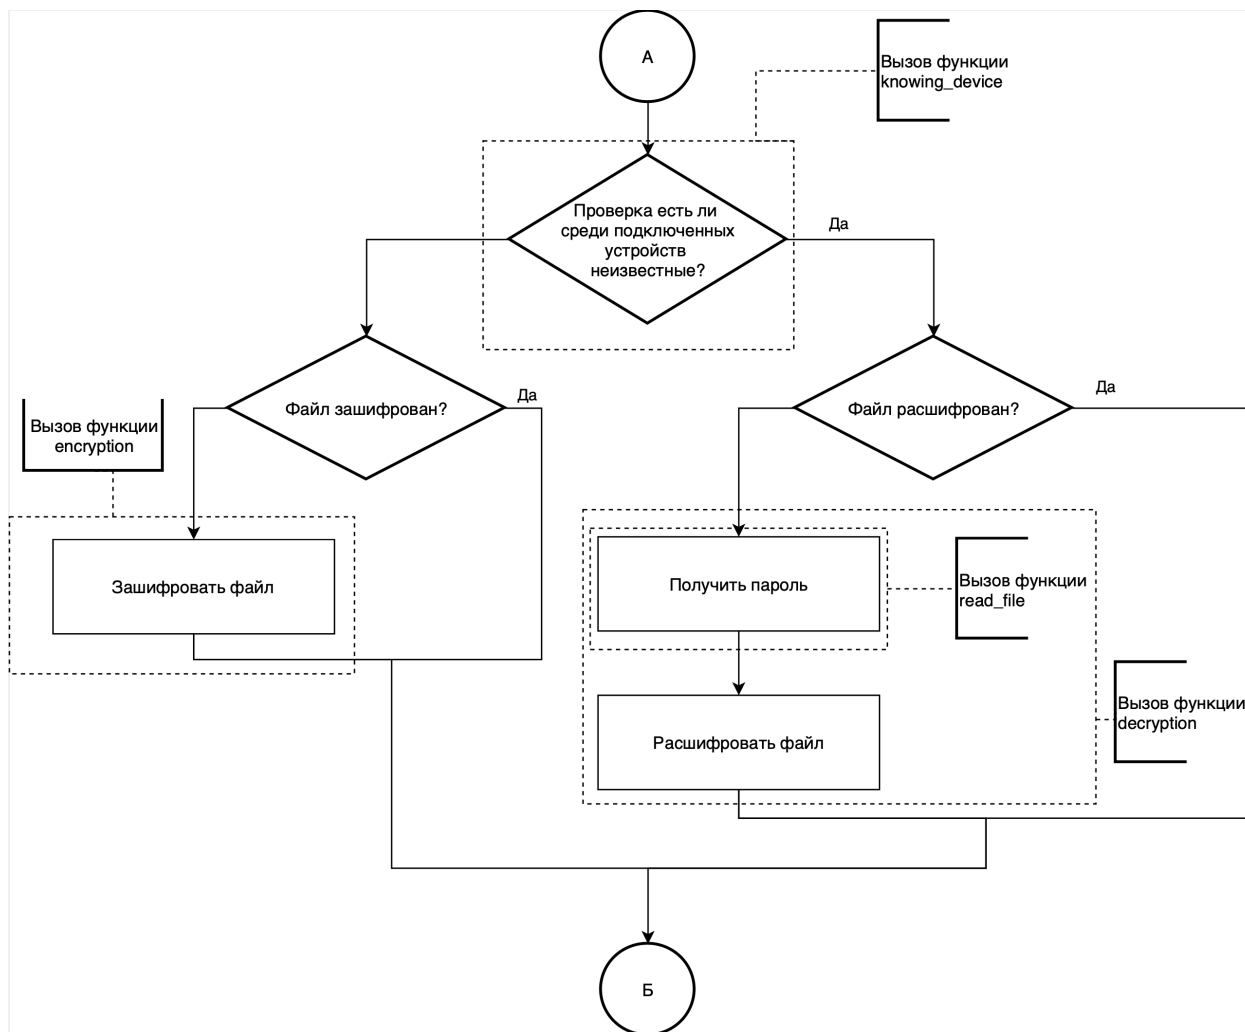 А
Вызов функции
knowing_device
Проверка есть ли
среди подключенных
устройств
неизвестные?
Да
Файл зашифрован?
Да
Файл расшифрован?
Да
Вызов функции
encryption
Зашифровать файл
Получить пароль
Вызов функции
read_file
Расшифровать файл
Вызов функции
decryption
Б